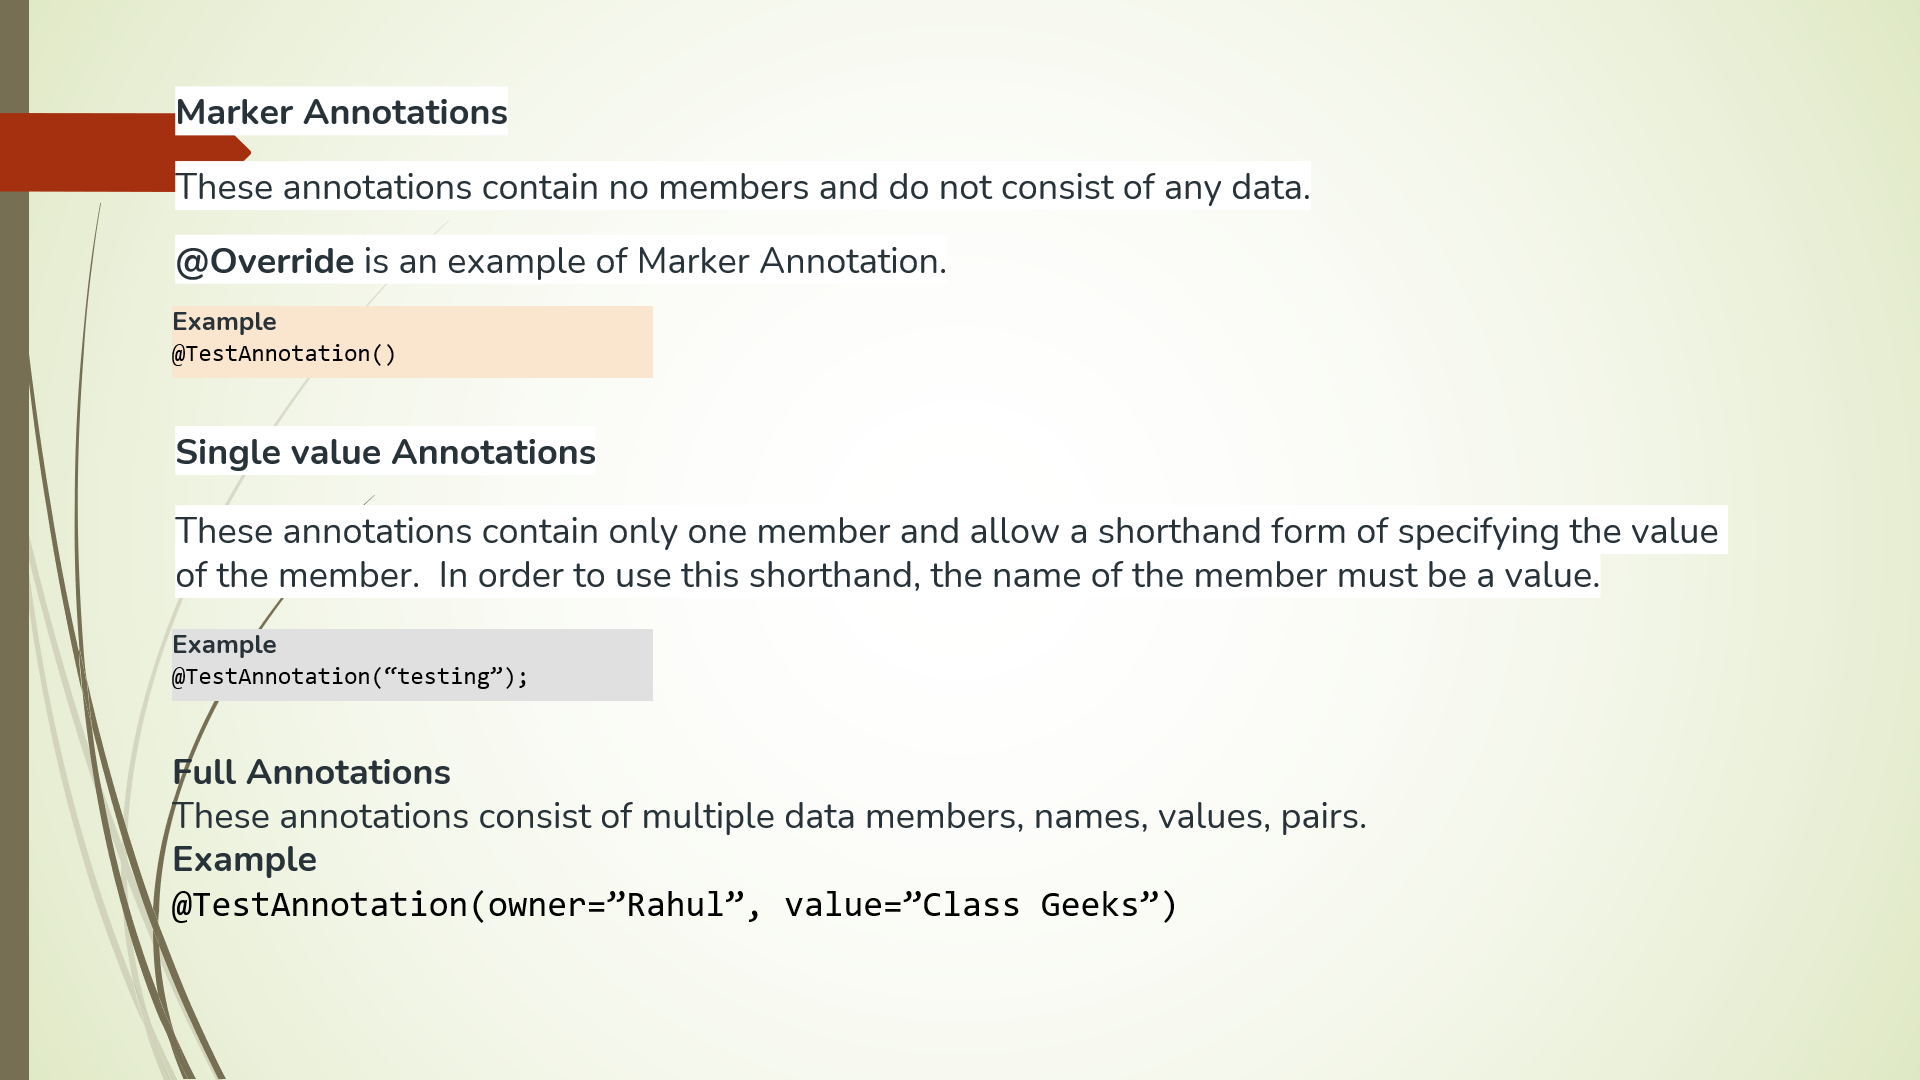 Marker Annotations
These annotations contain no members and do not consist of any data.
@Override is an example of Marker Annotation.
Example
@TestAnnotation()
Single value Annotations
These annotations contain only one member and allow a shorthand form of specifying the value
of the member.  In order to use this shorthand, the name of the member must be a value.
Example
@TestAnnotation(“testing”);
Full Annotations
These annotations consist of multiple data members, names, values, pairs.
Example
@TestAnnotation(owner=”Rahul”, value=”Class Geeks”)